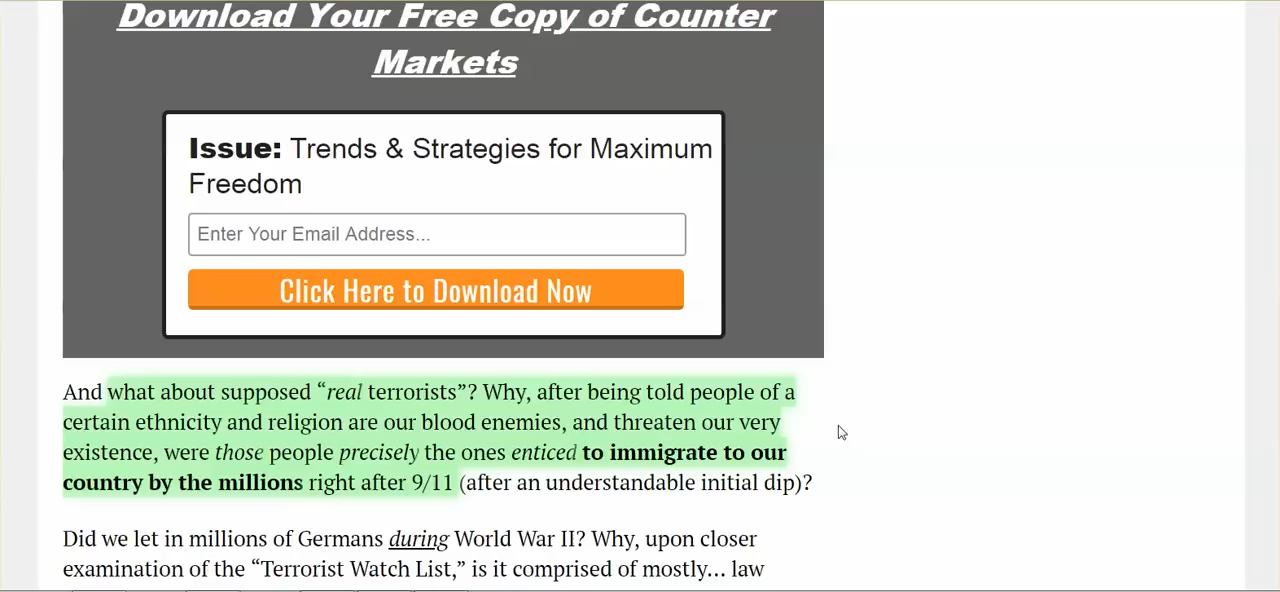 Download Your Free Copy of Counter
Markets
Issue: Trends & Strategies for Maximum
Freedom
Enter Your Email Address...
Click Here to Download Now
And what about supposed “real terrorists”? Why, after being told people of a
certain ethnicity and religion are our blood enemies, and threaten our very
existence, were those people precisely the ones enticed to immigrate to our
country by the millions right after 9/11 (after an understandable initial dip)?
Did we let in millions of Germans during World War II? Why, upon closer
examination of the “Terrorist Watch List,” is it comprised of mostly… law